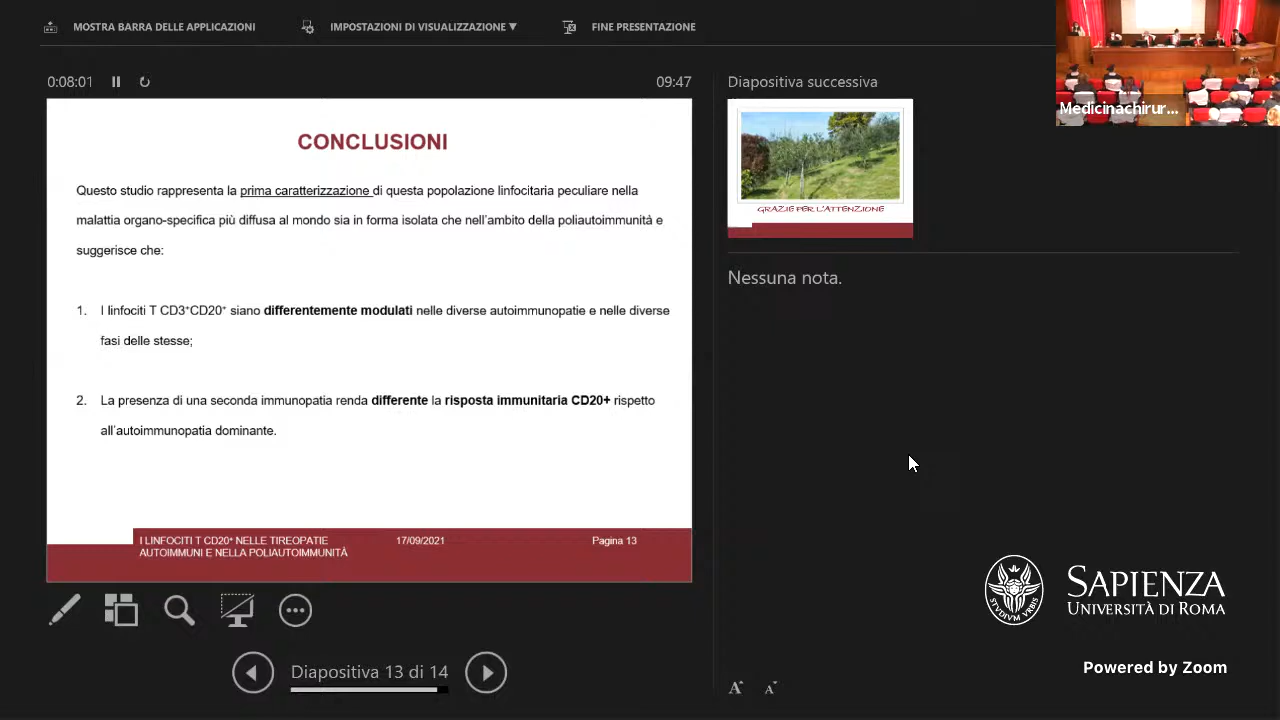 MOSTRA BARRA DELLE APPLICAZIONI
IMPOSTAZIONI DI VISUALIZZAZIONE ▼
FINE PRESENTAZIONE
0:08:01
09:47
Diapositiva successiva
Medicinachirur...
CONCLUSIONI
Questo studio rappresenta la prima caratterizzazione di questa popolazione linfocitaria peculiare nella
malattia organo-specifica più diffusa al mondo sia in forma isolata che nell'ambito della poliautoimmunità e
suggerisce che:
1. I linfociti T CD3⁺CD20⁺ siano differentemente modulati nelle diverse autoimmunopatie e nelle diverse
fasi delle stesse;
2. La presenza di una seconda immunopatia renda differente la risposta immunitaria CD20+ rispetto
all'autoimmunopatia dominante.
I LINFOCITI T CD20⁺ NELLE TIREOPATIE
AUTOIMMUNI E NELLA POLIAUTOIMMUNITÀ
17/09/2021
Pagina 13
GRAZIE PER L'ATTENZIONE
Nessuna nota.
Diapositiva 13 di 14
STVDIVM VRBIS
SAPIENZA
UNIVERSITÀ DI ROMA
Powered by Zoom
A A